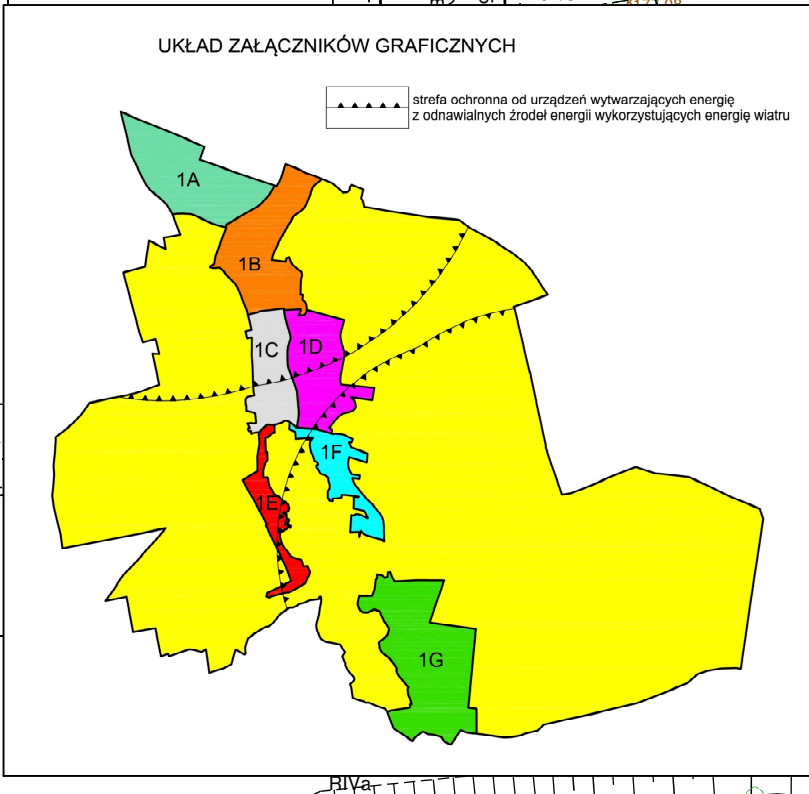 UKŁAD ZAŁĄCZNIKÓW GRAFICZNYCH
strefa ochronna od urządzeń wytwarzających energię
z odnawialnych źrodeł energii wykorzystujących energię wiatru
1A
1B
1C
1D
1F
1E
1G
RIVa